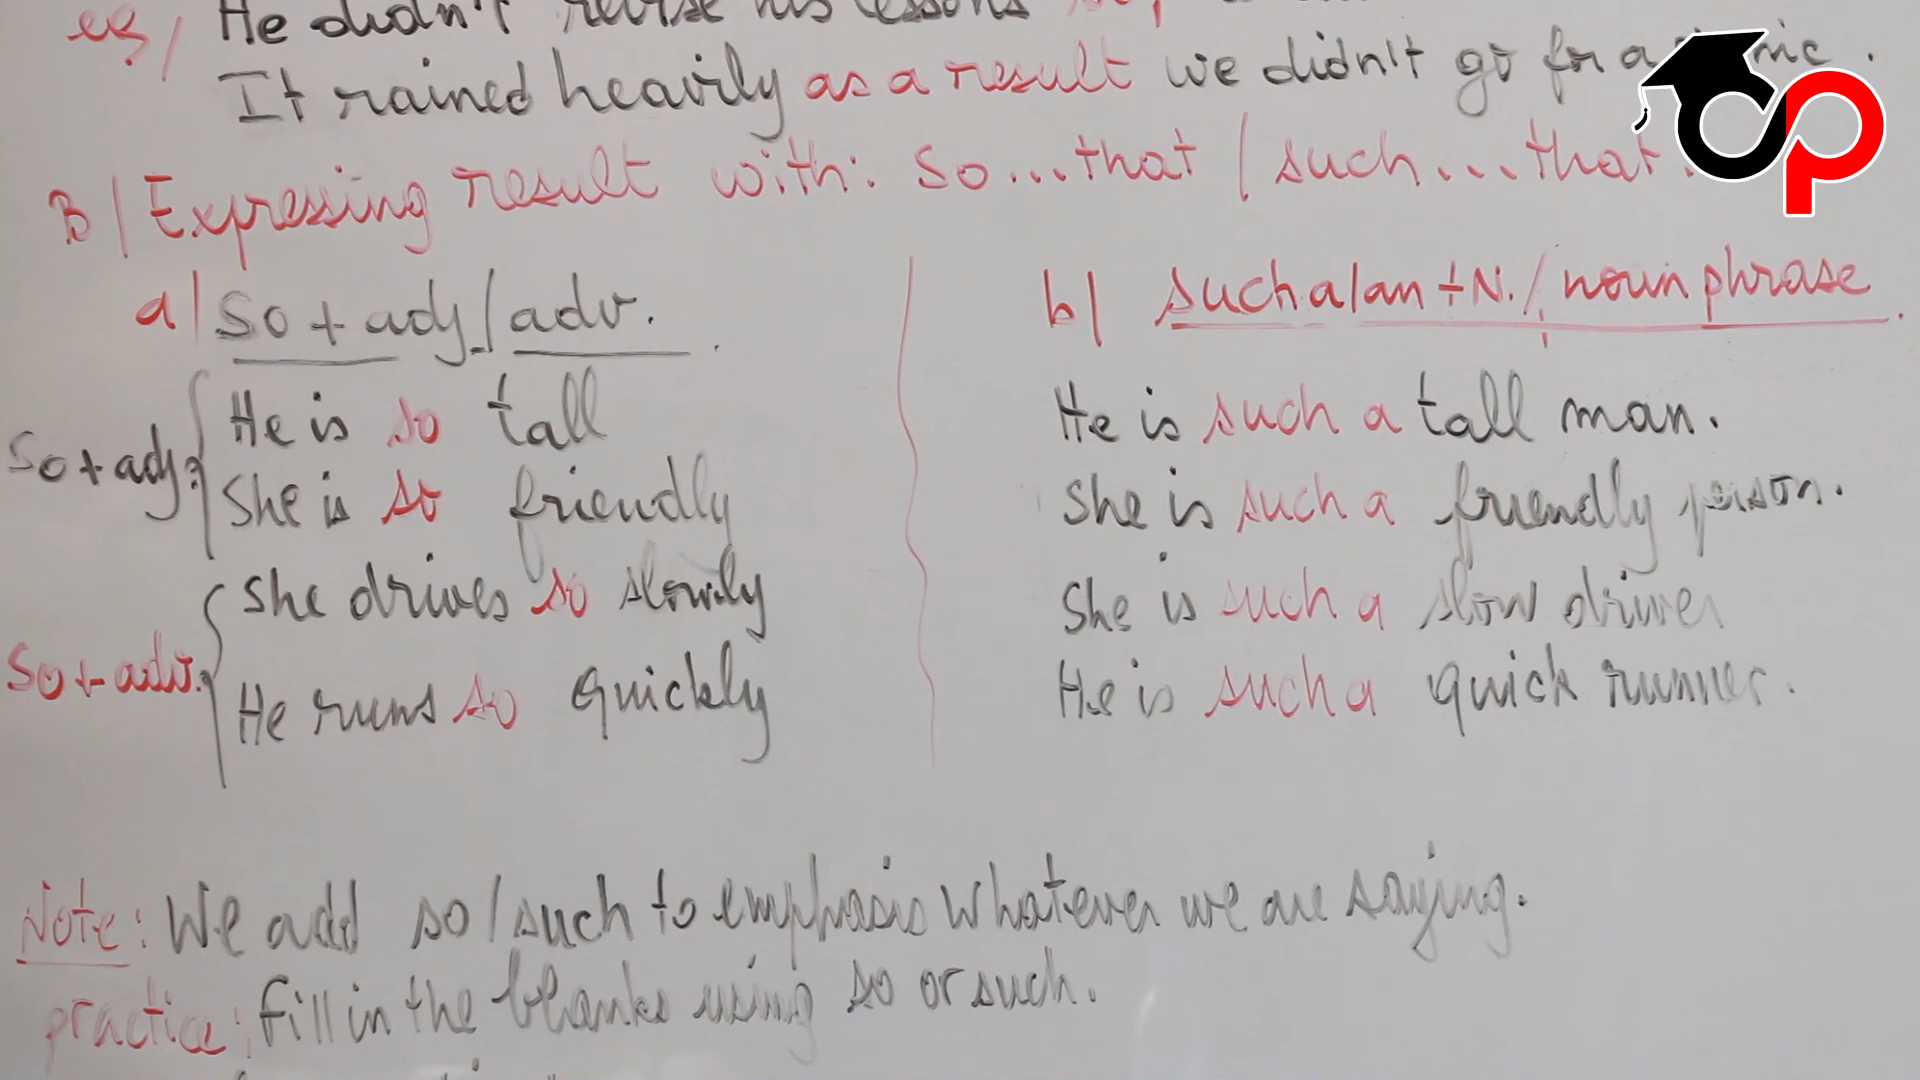 eg/ He didn't revise his lessons
It rained heavily as a result we didn't go for a
B/ Expressing result with: so...that / such...that.
a/ So + adj / adv.
So + adj:
He is so tall
She is so friendly
So + adv.
She drives so slowly
He runs so quickly
b/ such a/an + N. / noun phrase.
He is such a tall man.
She is such a friendly person.
She is such a slow driver
He is such a quick runner.
Note: We add so / such to emphasis whatever we are saying.
practice: fill in the blanks using so or such.